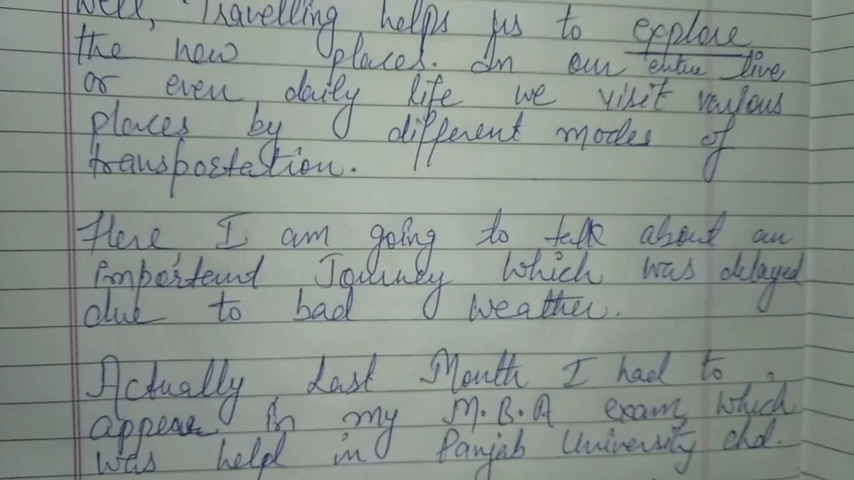 Well, Travelling helps us to explore
the new places. In our entire live
or even daily life we visit various
places by different modes of
transportation.
Here I am going to talk about an
importent Journey which was delayed
due to bad weather.
Actually Last Month I had to
appear in my M.B.A exam, which
was help in Panjab University chd.